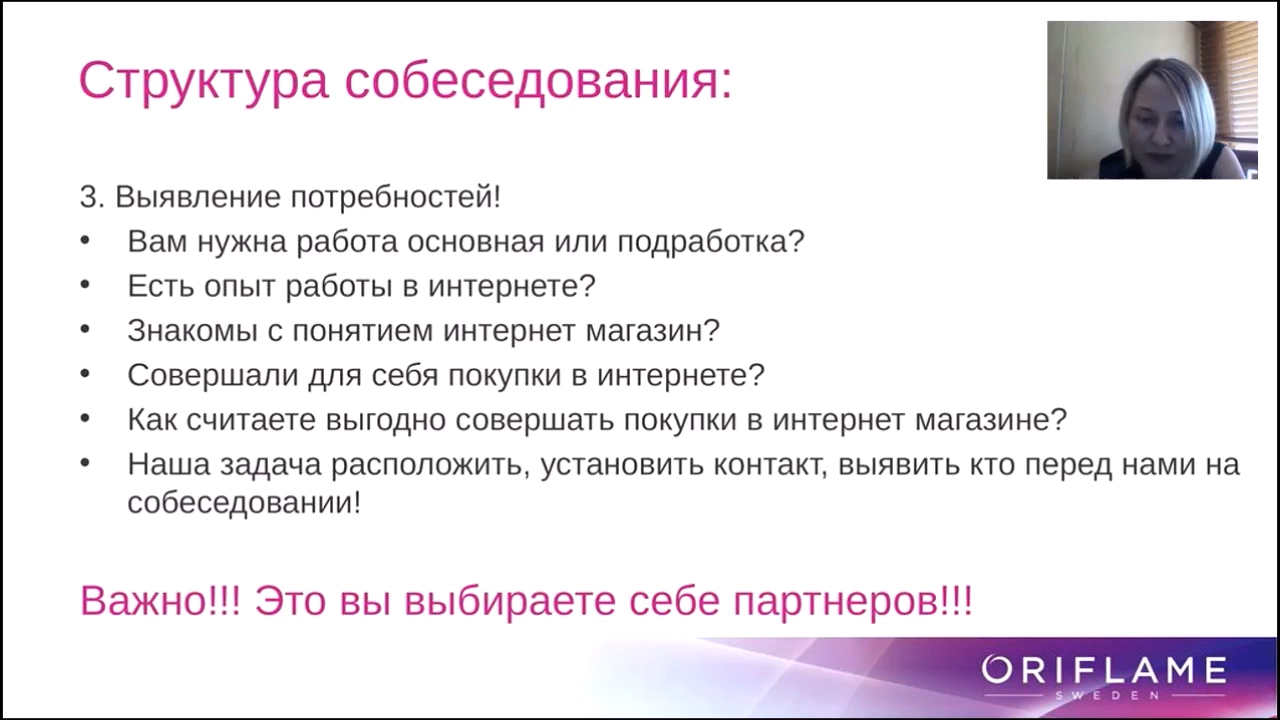 Структура собеседования:
3. Выявление потребностей!
• Вам нужна работа основная или подработка?
• Есть опыт работы в интернете?
• Знакомы с понятием интернет магазин?
• Совершали для себя покупки в интернете?
• Как считаете выгодно совершать покупки в интернет магазине?
• Наша задача расположить, установить контакт, выявить кто перед нами на
собеседовании!
Важно!!! Это вы выбираете себе партнеров!!!
ORIFLAME
SWEDEN